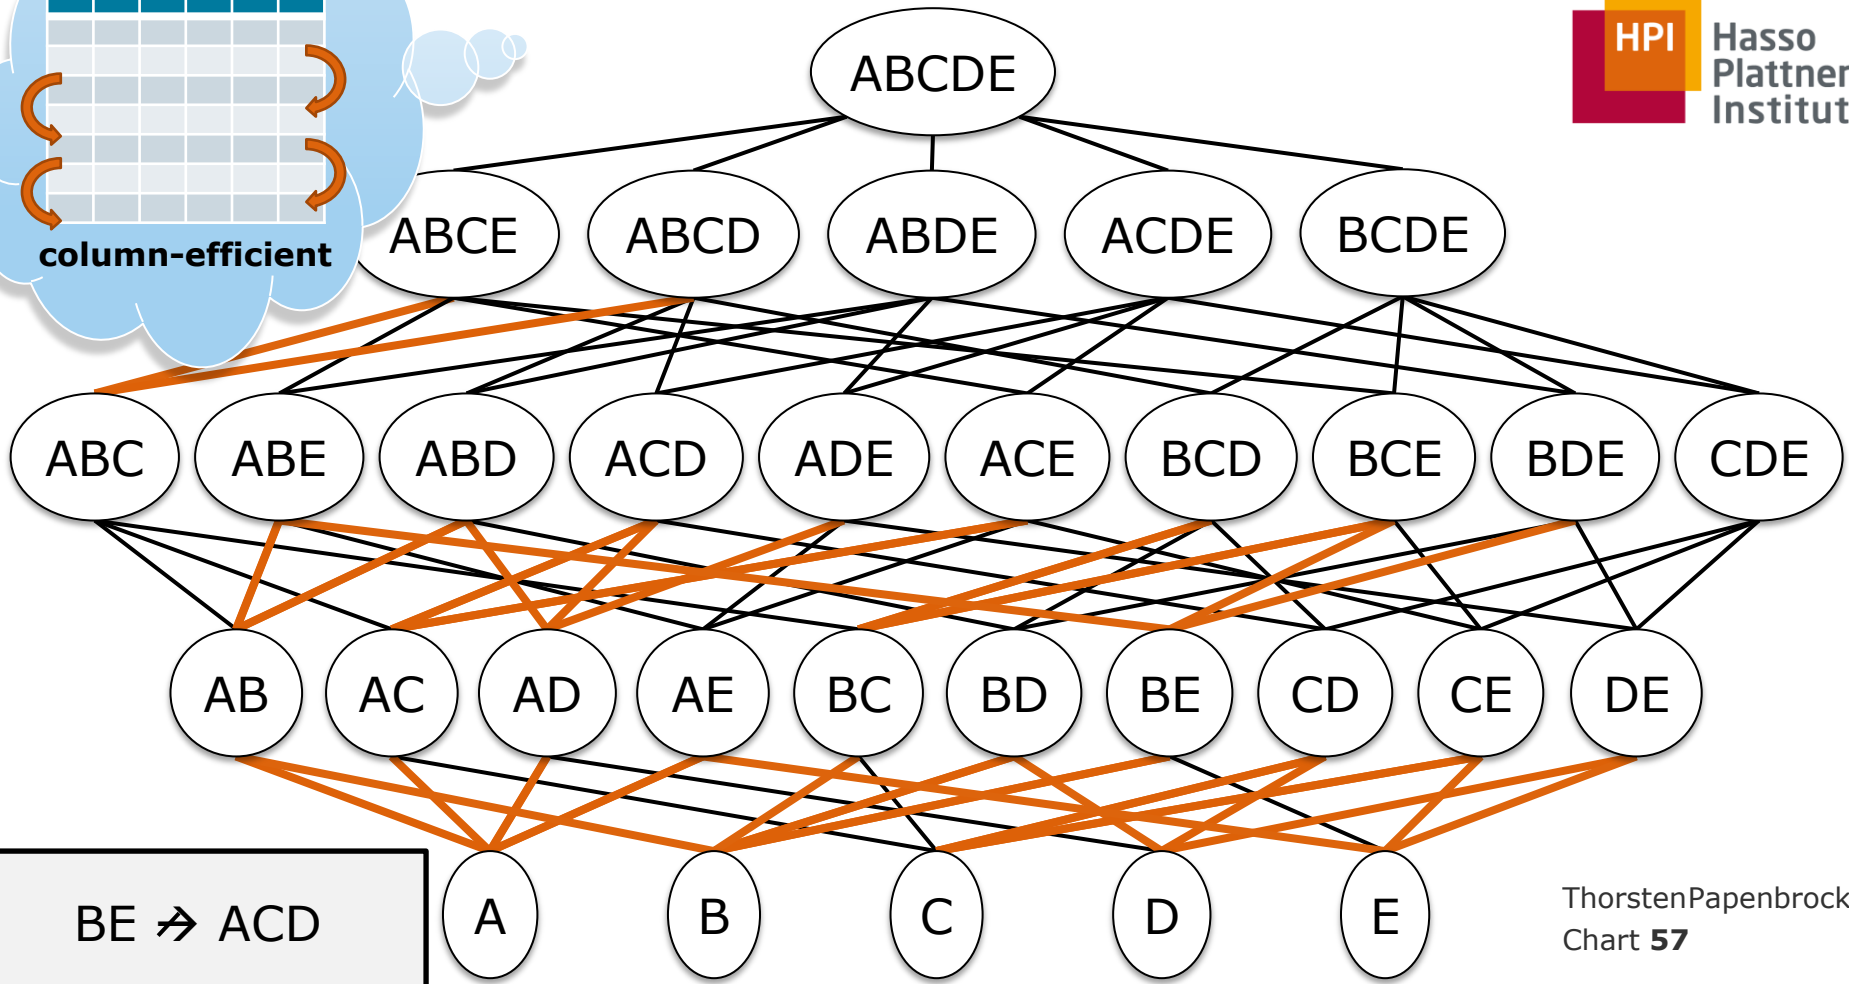 ABCDE
HPI
Hasso
Plattner
Institut
column-efficient
ABCE ABCD ABDE ACDE BCDE
ABC ABE ABD ACD ADE ACE BCD BCE BDE CDE
AB AC AD AE BC BD BE CD CE DE
A B C D E
BE ↛ ACD
ThorstenPapenbrock
Chart 57